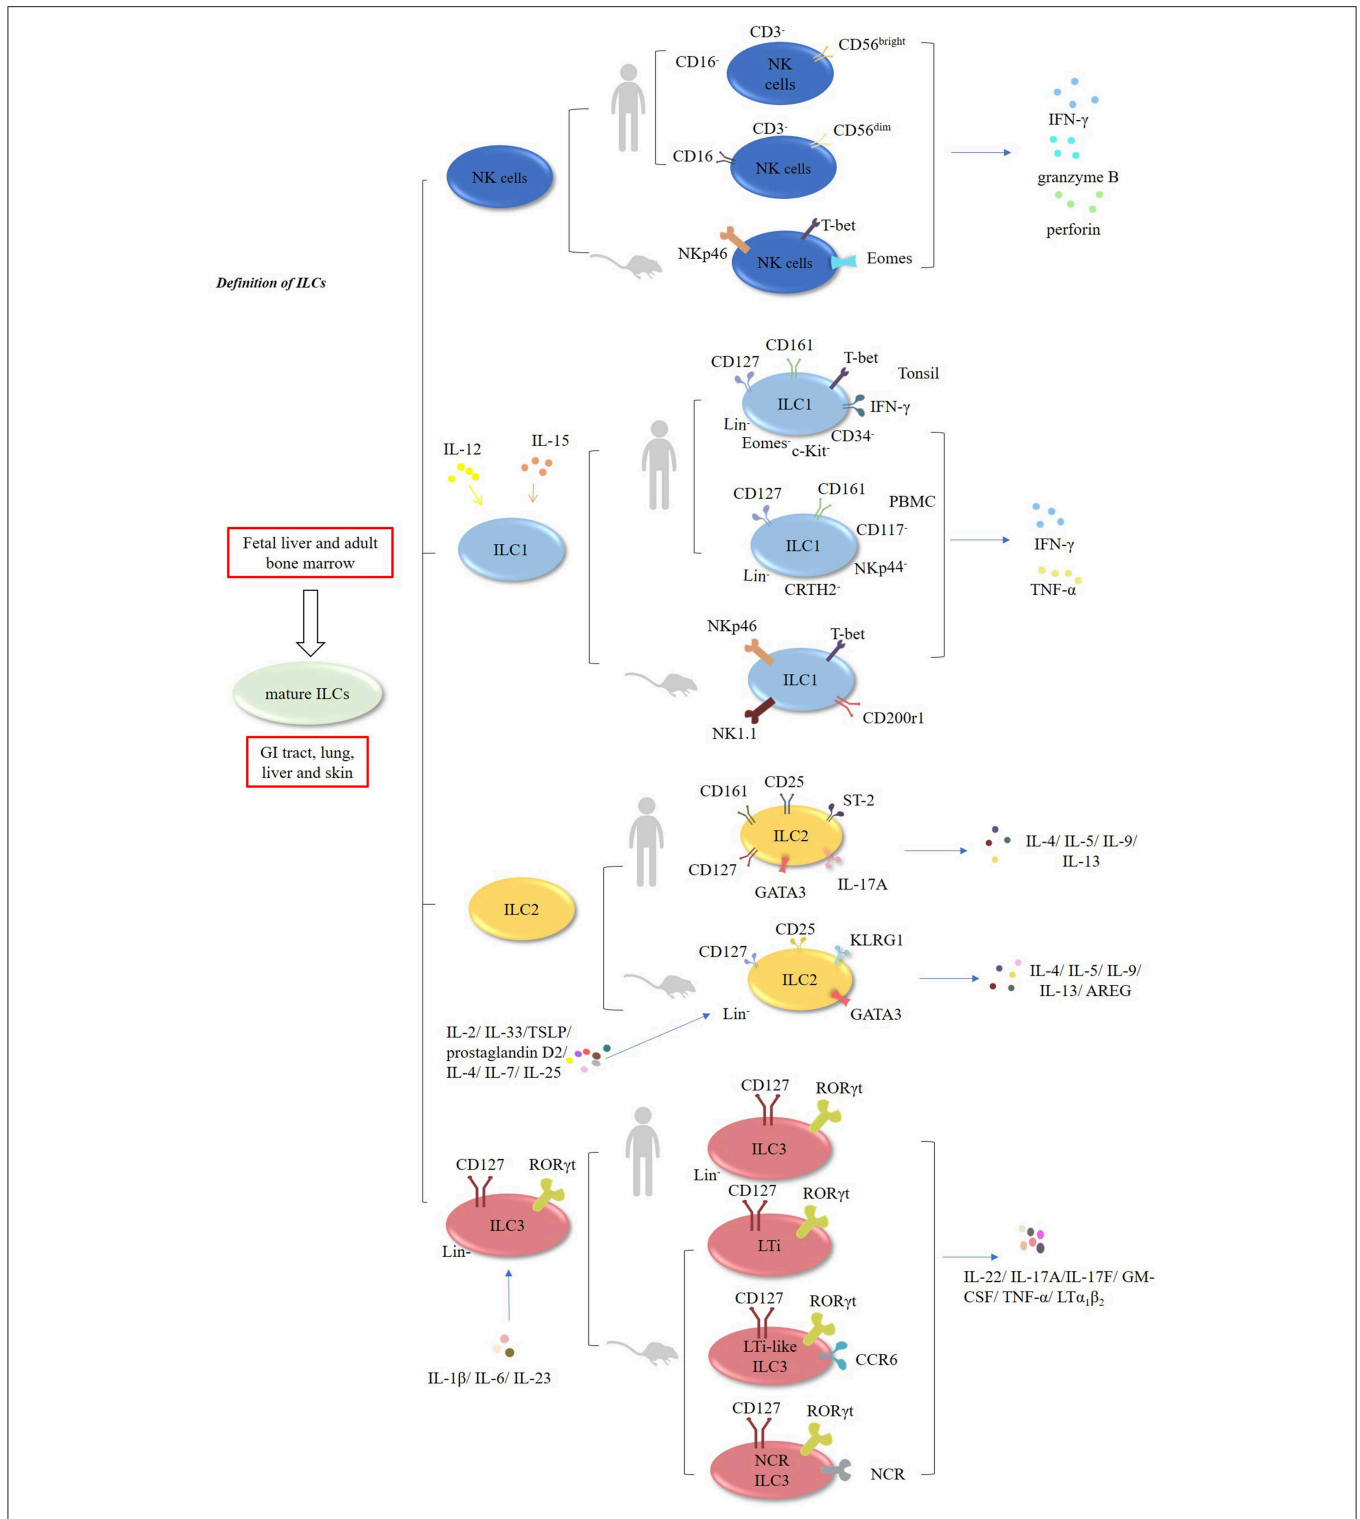 CD3⁻
CD56ᵇʳⁱᵍʰᵗ
CD16⁻
NK
cells
IFN-γ
CD3⁻
CD56ᵈⁱᵐ
CD16
NK cells
NK cells
granzyme B
perforin
T-bet
NKp46
NK cells
Eomes
Definition of ILCs
CD161
CD127
T-bet
Tonsil
ILC1
IFN-γ
Lin⁻
CD34⁻
Eomes⁻
c-Kit⁻
IL-12
IL-15
CD127
CD161
PBMC
CD117⁻
ILC1
ILC1
IFN-γ
Lin⁻
NKp44⁻
CRTH2⁻
TNF-α
Fetal liver and adult
bone marrow
NKp46
T-bet
ILC1
mature ILCs
CD200r1
NK1.1
GI tract, lung,
liver and skin
CD25
CD161
ST-2
ILC2
IL-4/ IL-5/ IL-9/
IL-13
CD127
GATA3
IL-17A
ILC2
CD25
KLRG1
CD127
ILC2
IL-4/ IL-5/ IL-9/
IL-13/ AREG
Lin⁻
GATA3
IL-2/ IL-33/TSLP/
prostaglandin D2/
IL-4/ IL-7/ IL-25
CD127
RORγt
ILC3
Lin⁻
CD127
RORγt
ILC3
Lin-
CD127
RORγt
LTi
IL-22/ IL-17A/IL-17F/ GM-
CSF/ TNF-α/ LTα₁β₂
CD127
RORγt
LTi-like
ILC3
CCR6
IL-1β/ IL-6/ IL-23
CD127
RORγt
NCR
ILC3
NCR